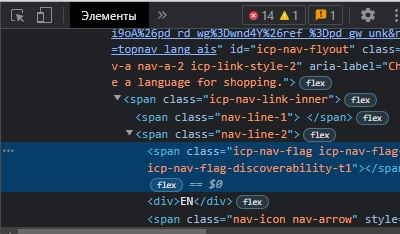 Элементы » 14 1 1
i9oA%26pd_rd_wg%3Dwnd4Y%26ref_%3Dpd_gw_unk&r
=topnav_lang_ais" id="icp-nav-flyout" class=
v-a nav-a-2 icp-link-style-2" aria-label="Ch
e a language for shopping."> flex
▼<span class="icp-nav-link-inner"> flex
<span class="nav-line-1"> </span> flex
▼<span class="nav-line-2"> flex
... <span class="icp-nav-flag icp-nav-flag-
icp-nav-flag-discoverability-t1"></sp
flex == $0
<div>EN</div> flex
<span class="nav-icon nav-arrow" style=